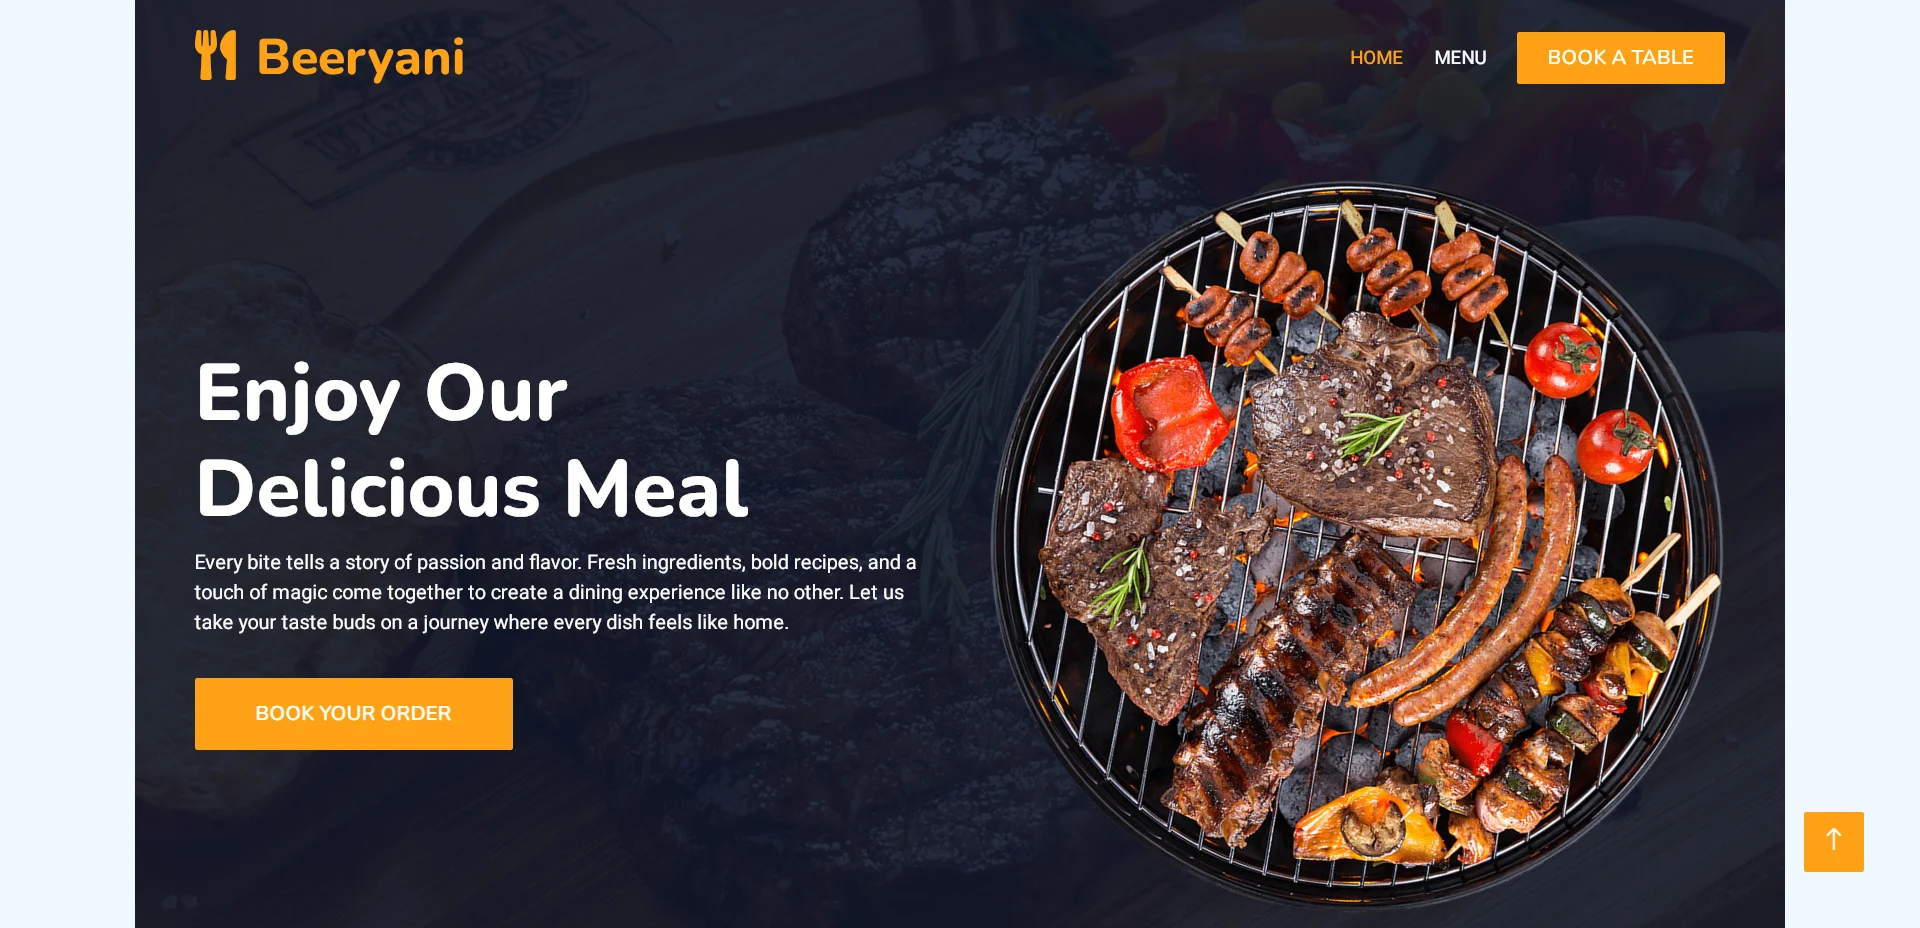 Beeryani
HOME MENU BOOK A TABLE
Enjoy Our
Delicious Meal
Every bite tells a story of passion and flavor. Fresh ingredients, bold recipes, and a
touch of magic come together to create a dining experience like no other. Let us
take your taste buds on a journey where every dish feels like home.
BOOK YOUR ORDER